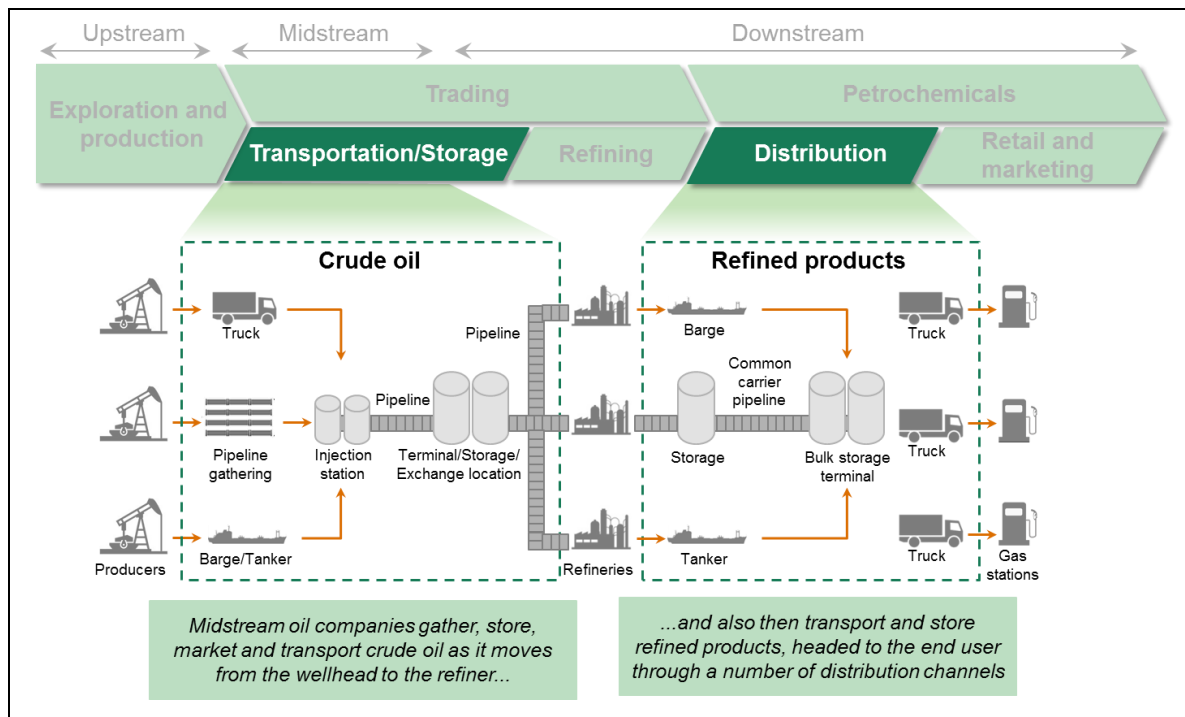 Upstream
Midstream
Downstream
Exploration and
production
Trading
Petrochemicals
Transportation/Storage
Refining
Distribution
Retail and
marketing
Crude oil
Refined products
Truck
Pipeline
Barge
Truck
Pipeline
Common
carrier
pipeline
Pipeline
gathering
Injection
station
Terminal/Storage/
Exchange location
Storage
Bulk storage
terminal
Truck
Producers
Barge/Tanker
Refineries
Tanker
Truck
Gas
stations
Midstream oil companies gather, store,
market and transport crude oil as it moves
from the wellhead to the refiner...
...and also then transport and store
refined products, headed to the end user
through a number of distribution channels